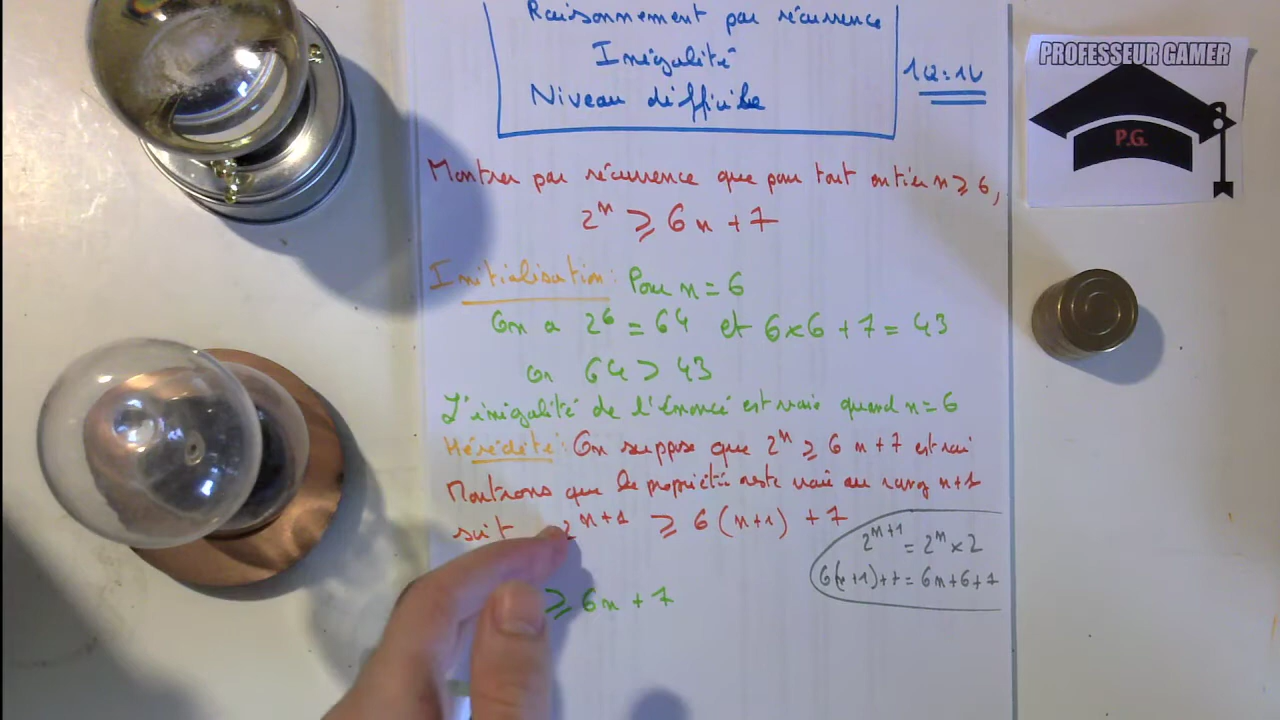 Raisonnement par récurrence
Inégalité
Niveau difficile
PROFESSEUR GAMER
P.G.
Montrer par récurrence que pour tout entier n ⩾ 6,
2ⁿ ⩾ 6n + 7
Initialisation: Pour n = 6
On a 2⁶ = 64 et 6×6 + 7 = 43
or 64 > 43
L'inégalité de l'énoncé est vraie quand n = 6
Hérédité: On suppose que 2ⁿ ⩾ 6n + 7 est vrai
Montrons que la propriété reste vraie au rang n+1
soit 2ⁿ⁺¹ ⩾ 6(n+1) + 7
2ⁿ⁺¹ = 2ⁿ × 2
6(n+1)+7 = 6n+6+7
⩾ 6n + 7